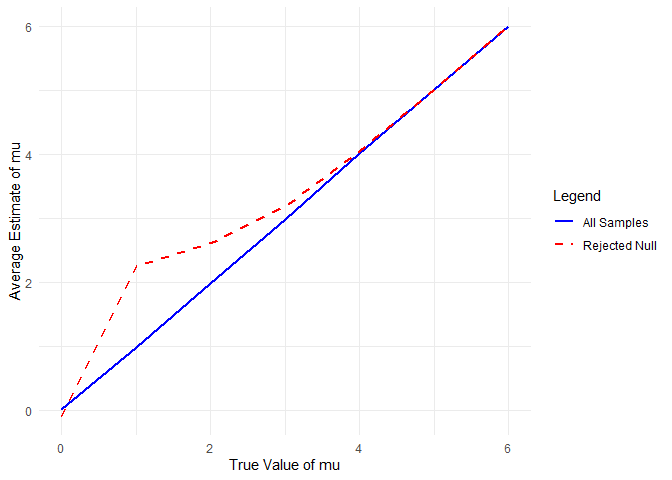 6
4
2
0
Average Estimate of mu
0
2
4
6
True Value of mu
Legend
All Samples
Rejected Null